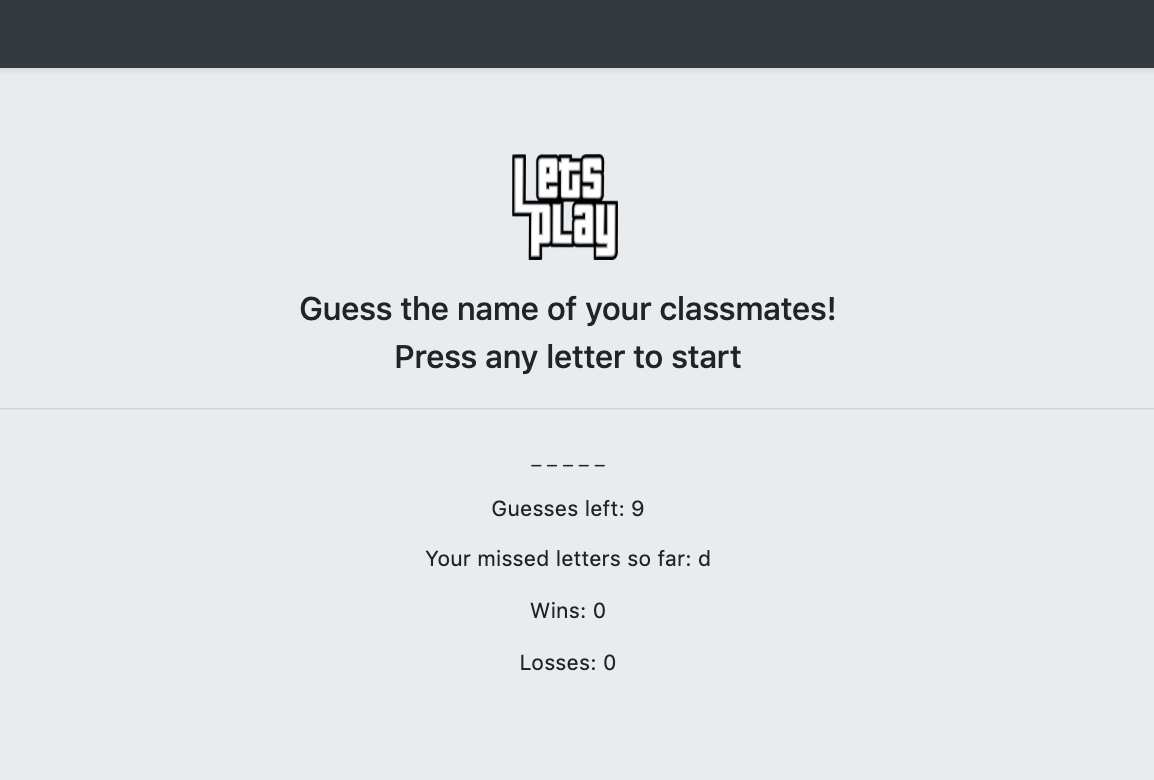 Lets
play
Guess the name of your classmates!
Press any letter to start
_ _ _ _ _
Guesses left: 9
Your missed letters so far: d
Wins: 0
Losses: 0